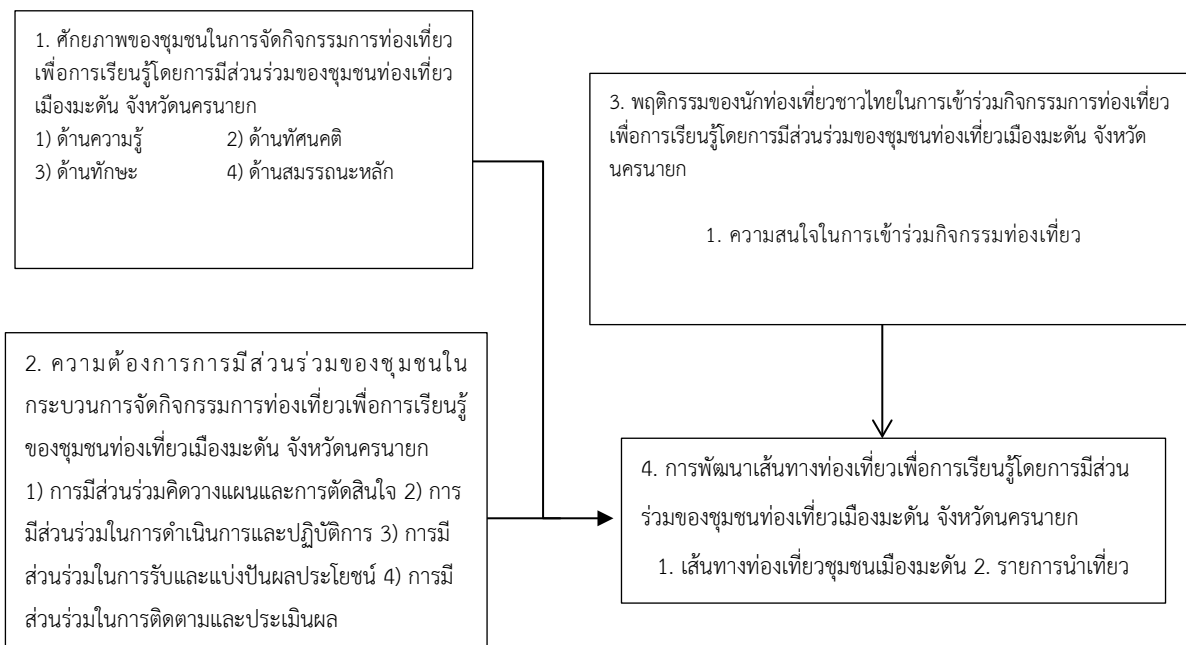 1. ศักยภาพของชุมชนในการจัดกิจกรรมการท่องเที่ยว
เพื่อการเรียนรู้โดยการมีส่วนร่วมของชุมชนท่องเที่ยว
เมืองมะดัน จังหวัดนครนายก
1) ด้านความรู้ 2) ด้านทัศนคติ
3) ด้านทักษะ 4) ด้านสมรรถนะหลัก
2. ความต้องการการมีส่วนร่วมของชุมชนใน
กระบวนการจัดกิจกรรมการท่องเที่ยวเพื่อการเรียนรู้
ของชุมชนท่องเที่ยวเมืองมะดัน จังหวัดนครนายก
1) การมีส่วนร่วมคิดวางแผนและการตัดสินใจ 2) การ
มีส่วนร่วมในการดำเนินการและปฏิบัติการ 3) การมี
ส่วนร่วมในการรับและแบ่งปันผลประโยชน์ 4) การมี
ส่วนร่วมในการติดตามและประเมินผล
3. พฤติกรรมของนักท่องเที่ยวชาวไทยในการเข้าร่วมกิจกรรมการท่องเที่ยว
เพื่อการเรียนรู้โดยการมีส่วนร่วมของชุมชนท่องเที่ยวเมืองมะดัน จังหวัด
นครนายก
1. ความสนใจในการเข้าร่วมกิจกรรมท่องเที่ยว
4. การพัฒนาเส้นทางท่องเที่ยวเพื่อการเรียนรู้โดยการมีส่วน
ร่วมของชุมชนท่องเที่ยวเมืองมะดัน จังหวัดนครนายก
1. เส้นทางท่องเที่ยวชุมชนเมืองมะดัน 2. รายการนำเที่ยว